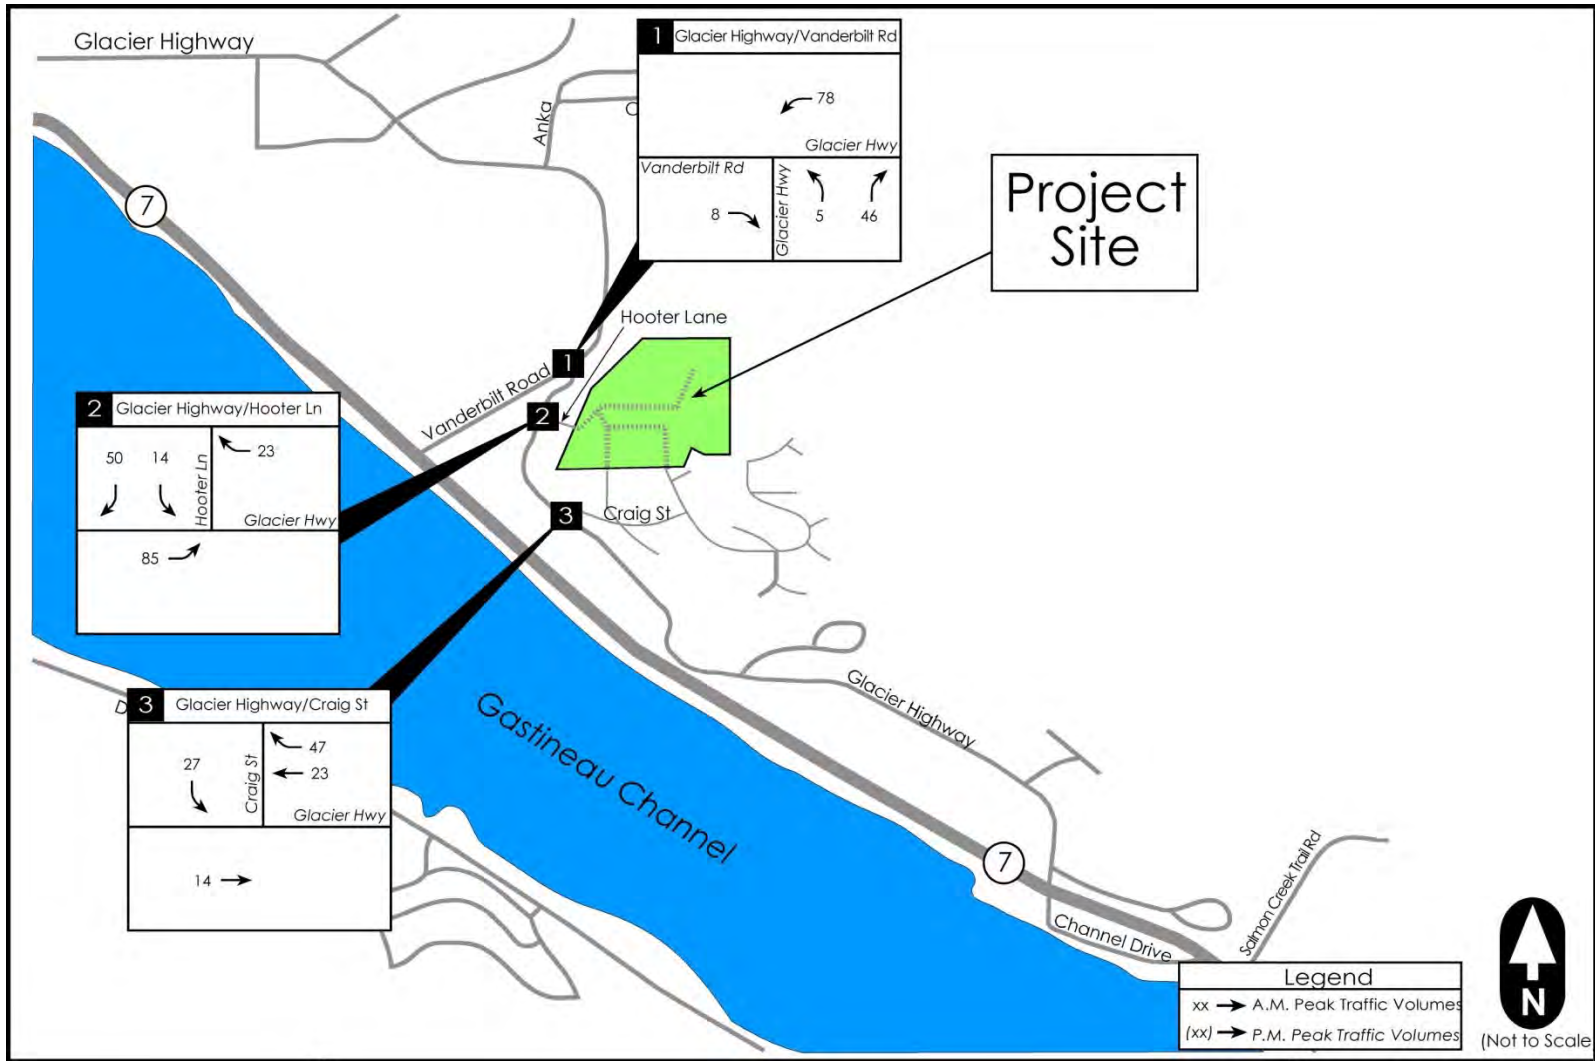 Glacier Highway
1 Glacier Highway/Vanderbilt Rd
78
Glacier Hwy
Vanderbilt Rd
Glacier Hwy
8
5
46
Anka
Project
Site
7
Hooter Lane
1
Vanderbilt Road
2
2 Glacier Highway/Hooter Ln
50
14
Hooter Ln
23
Glacier Hwy
85
3
Craig St
3 Glacier Highway/Craig St
27
Craig St
47
23
Glacier Hwy
14
Gastineau Channel
Glacier Highway
7
Channel Drive
Salmon Creek Trail Rd
Legend
xx A.M. Peak Traffic Volumes
(xx) P.M. Peak Traffic Volumes
N
(Not to Scale